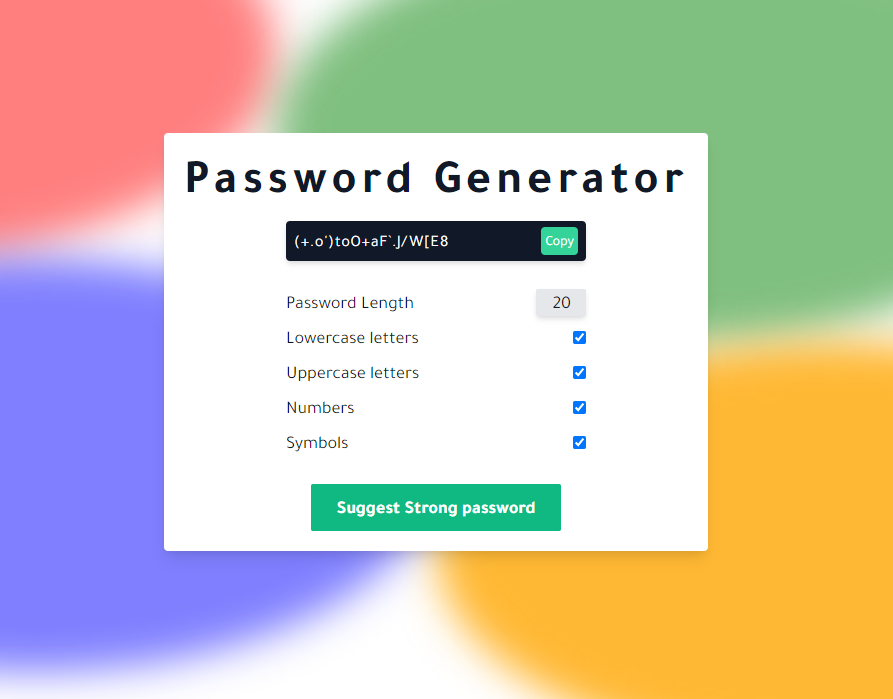 Password Generator
(+.o')toO+aF`.J/W[E8
Copy
Password Length
20
Lowercase letters
Uppercase letters
Numbers
Symbols
Suggest Strong password